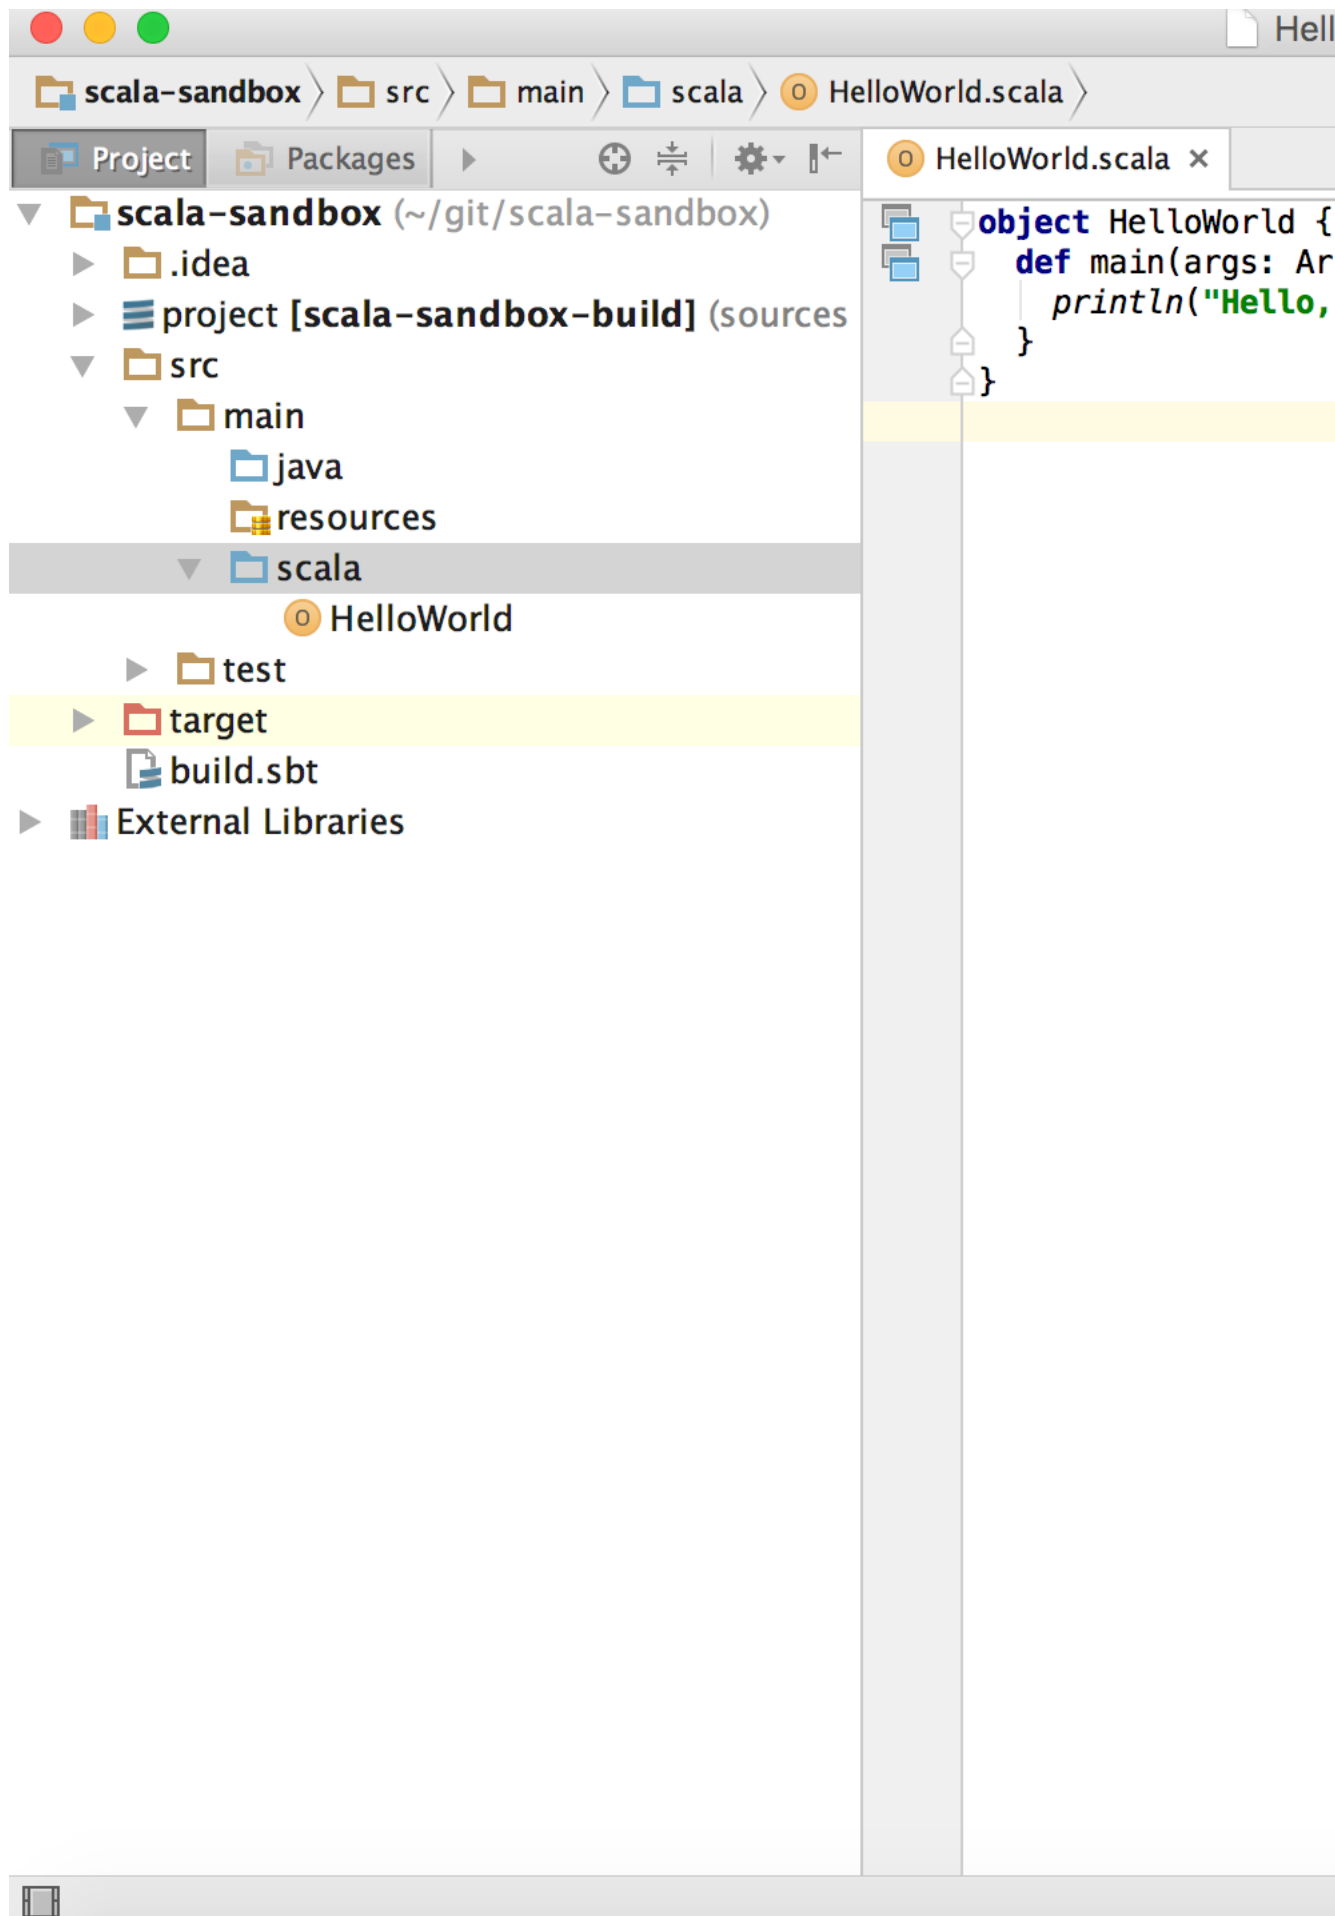 Hell
scala-sandbox src main scala HelloWorld.scala
Project Packages HelloWorld.scala
scala-sandbox (~/git/scala-sandbox)
.idea
project [scala-sandbox-build] (sources
src
main
java
resources
scala
HelloWorld
test
target
build.sbt
External Libraries
object HelloWorld {
def main(args: Ar
println("Hello,
}
}